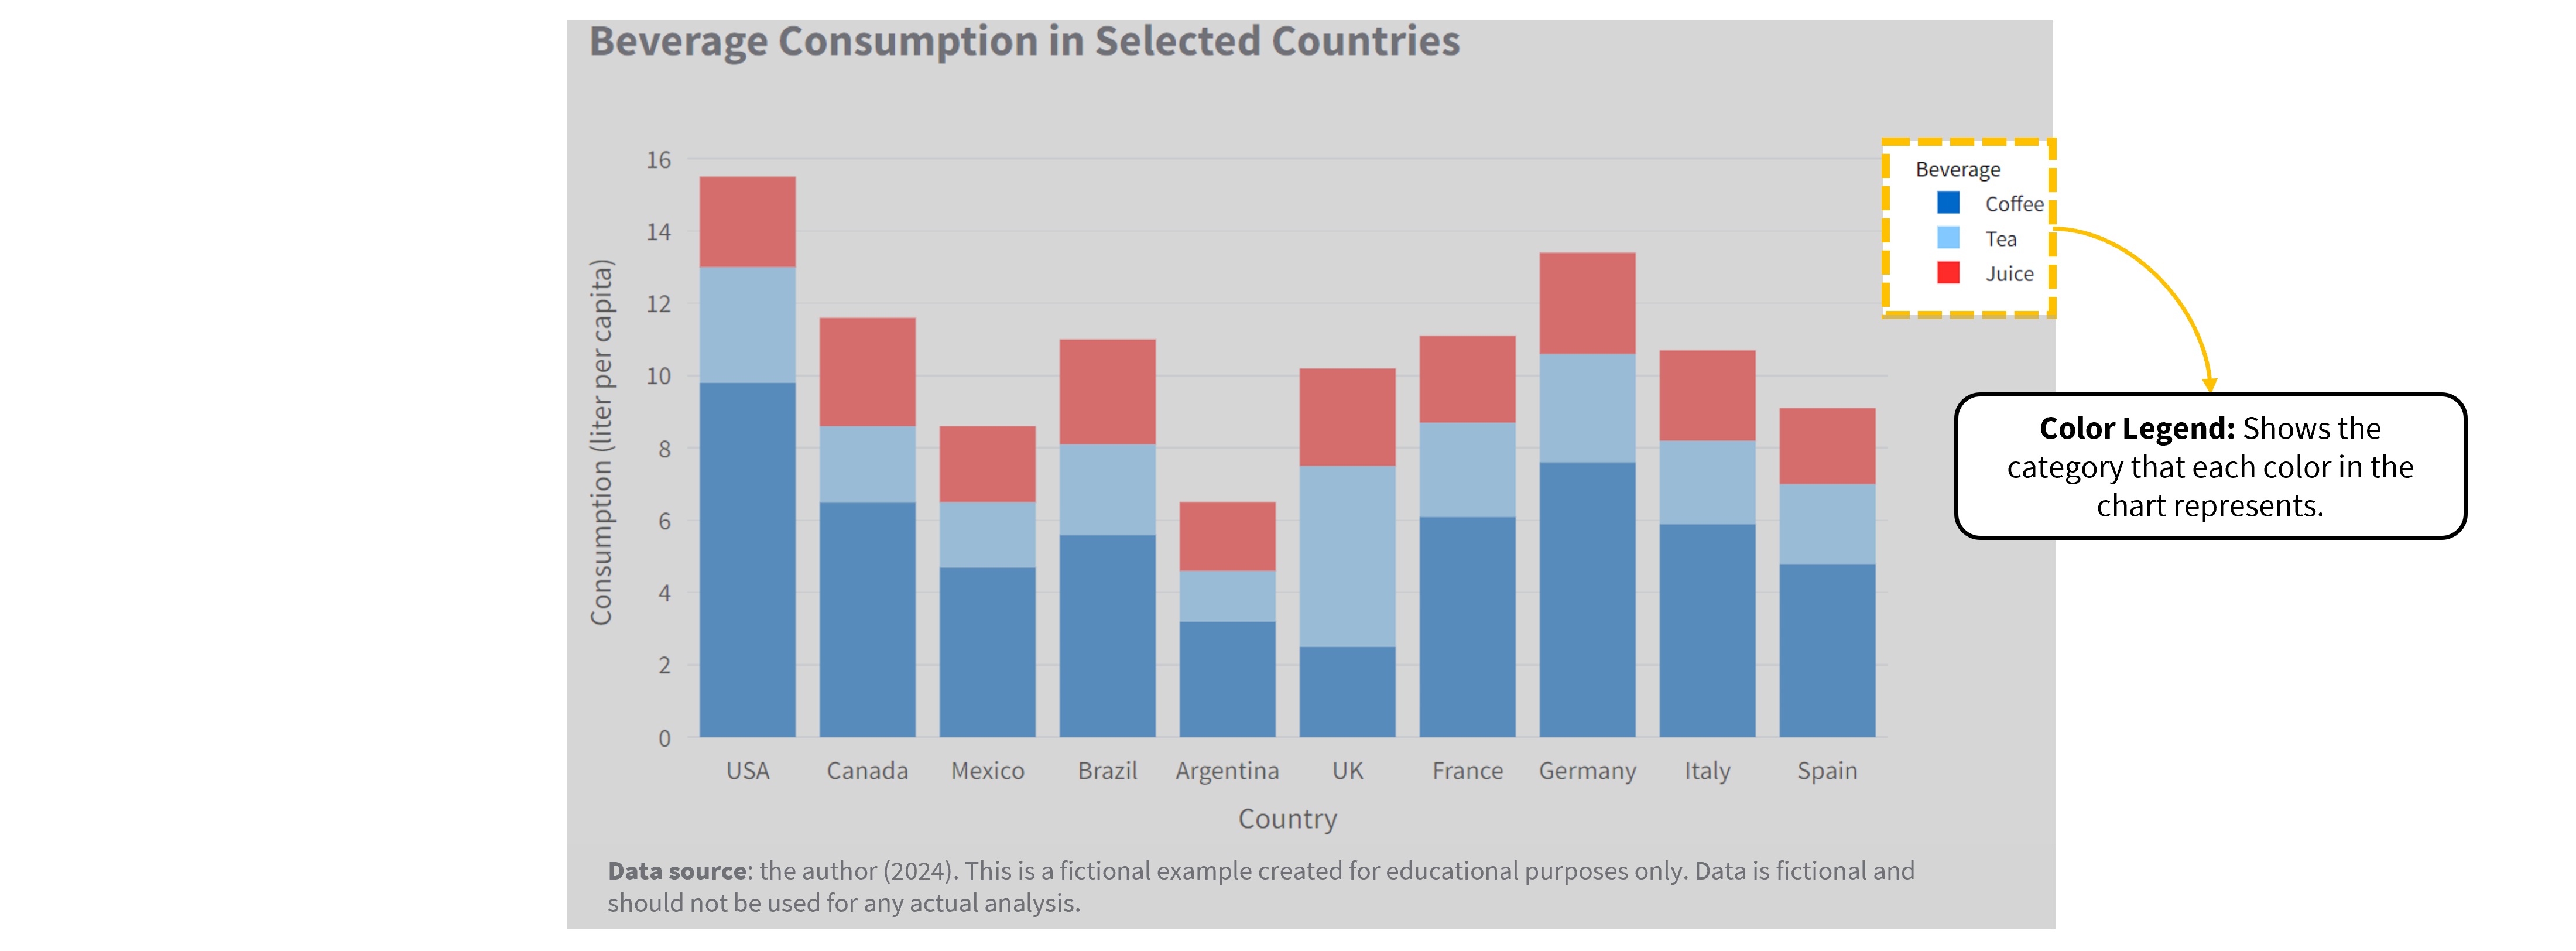 Beverage Consumption in Selected Countries
Consumption (liter per capita)
16
14
12
10
8
6
4
2
0
USA Canada Mexico Brazil Argentina UK France Germany Italy Spain
Country
Beverage
Coffee
Tea
Juice
Color Legend: Shows the
category that each color in the
chart represents.
Data source: the author (2024). This is a fictional example created for educational purposes only. Data is fictional and
should not be used for any actual analysis.